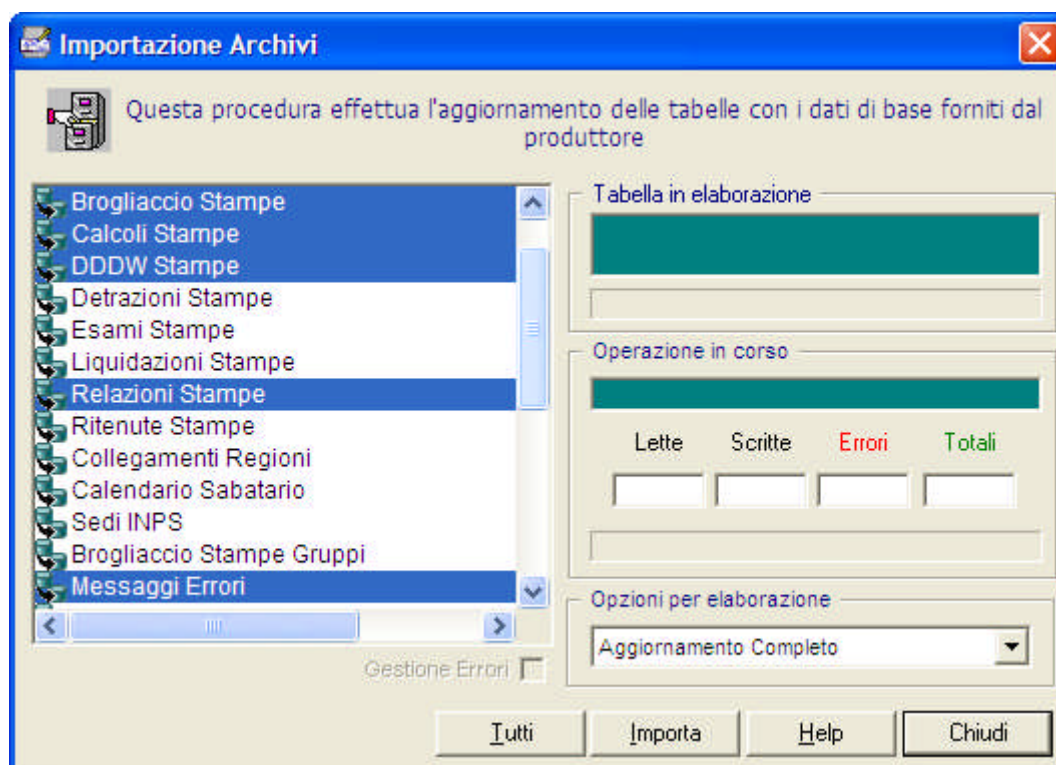 Importazione Archivi
Questa procedura effettua l'aggiornamento delle tabelle con i dati di base forniti dal
produttore
Brogliaccio Stampe
Calcoli Stampe
DDDW Stampe
Detrazioni Stampe
Esami Stampe
Liquidazioni Stampe
Relazioni Stampe
Ritenute Stampe
Collegamenti Regioni
Calendario Sabatario
Sedi INPS
Brogliaccio Stampe Gruppi
Messaggi Errori
Gestione Errori
Tabella in elaborazione
Operazione in corso
Lette Scritte Errori Totali
Opzioni per elaborazione
Aggiornamento Completo
Tutti Importa Help Chiudi